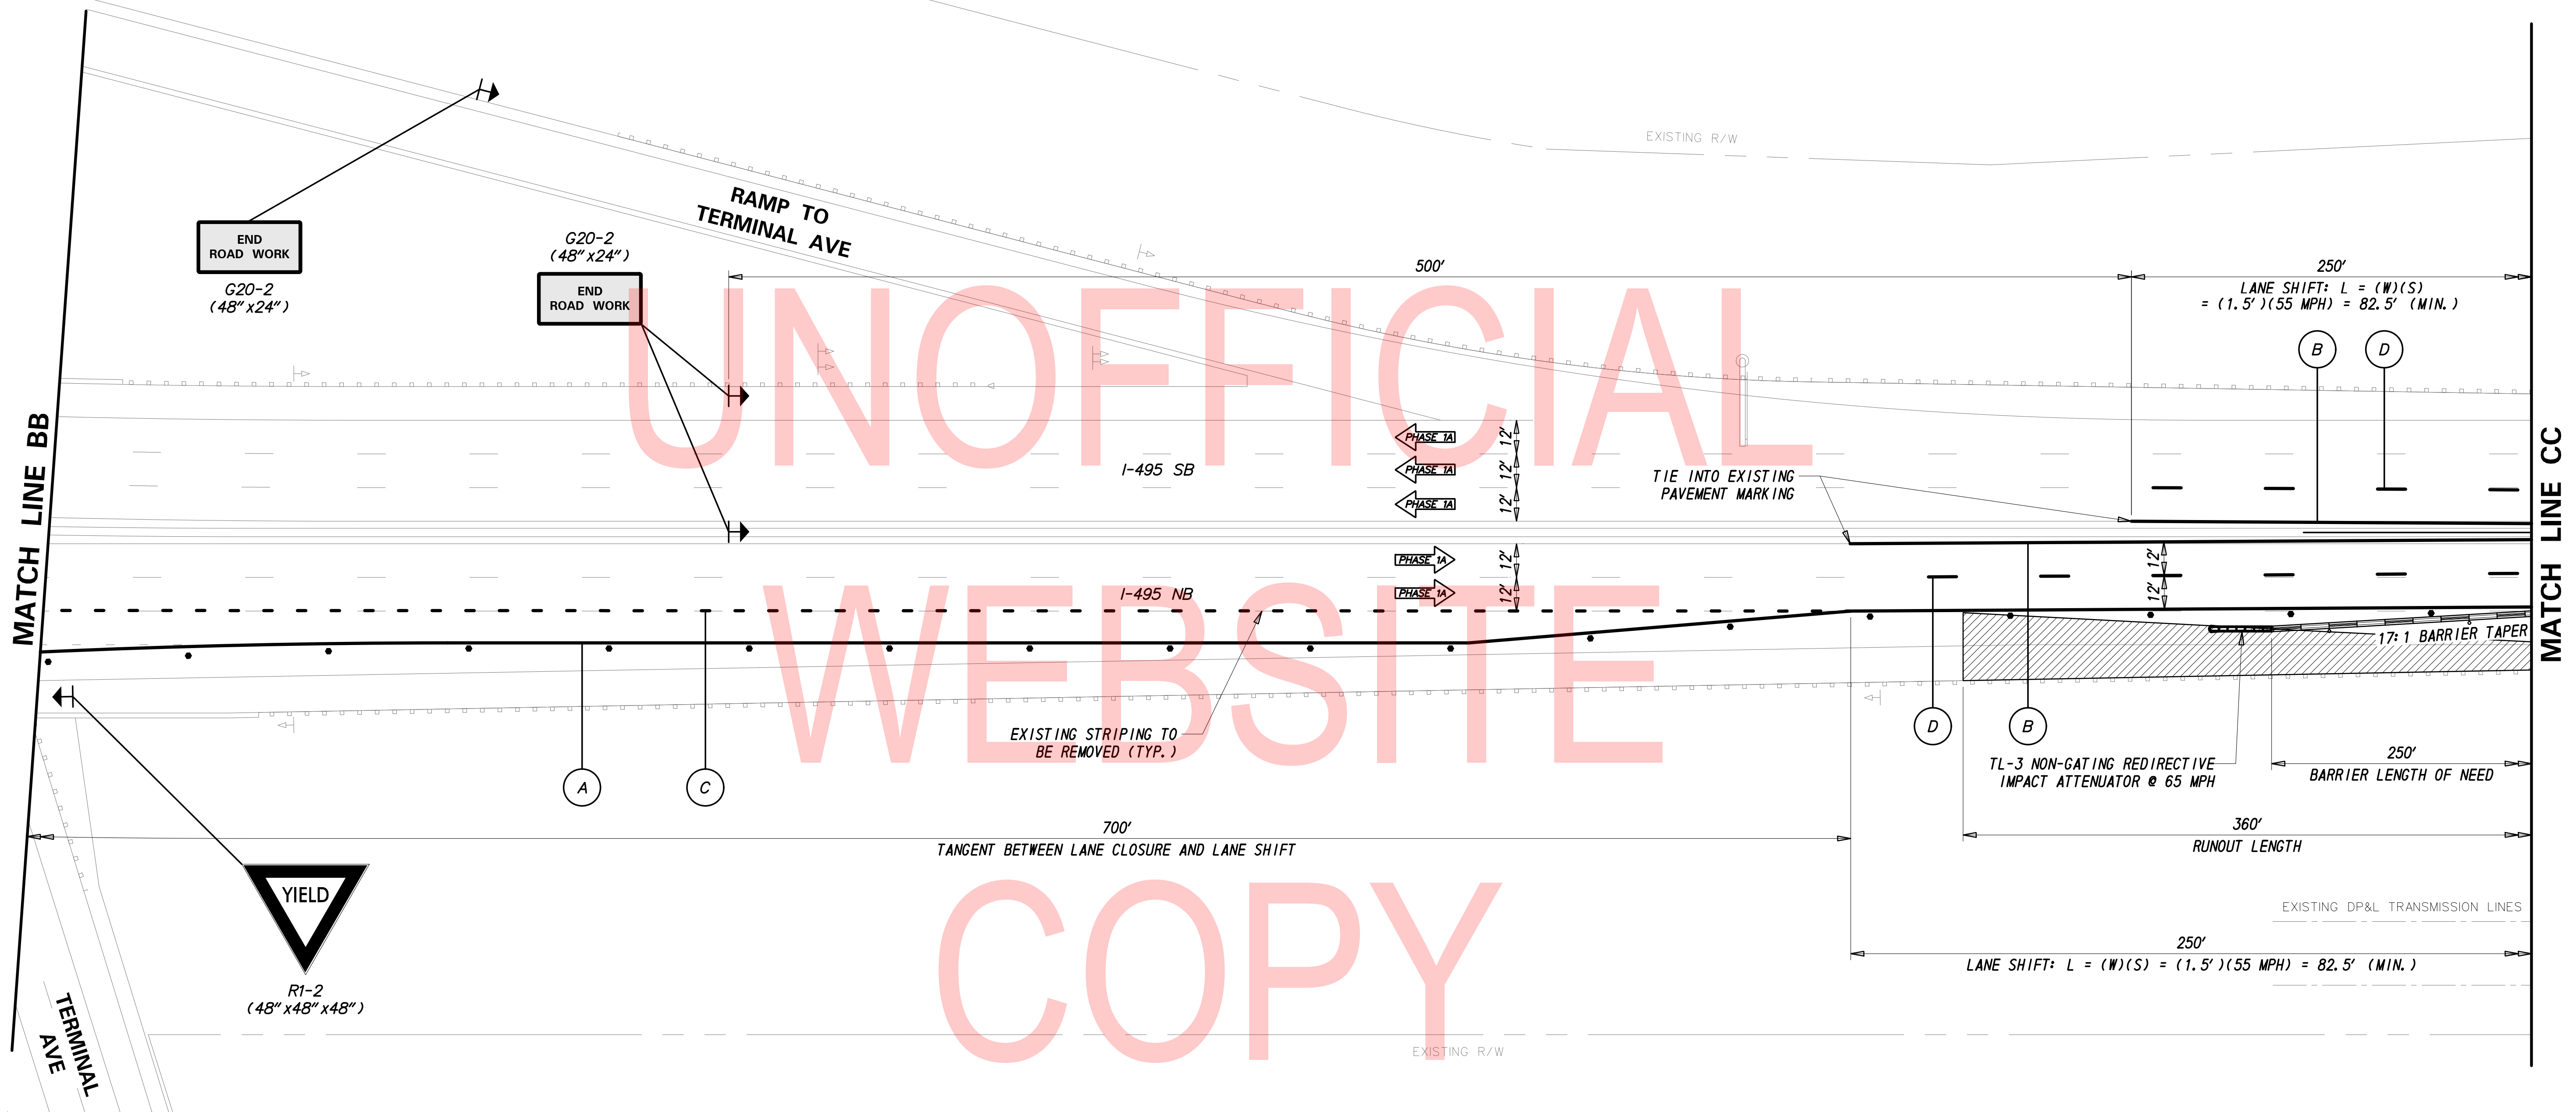 EXISTING R/W
RAMP TO
TERMINAL AVE
END
ROAD WORK
G20-2
(48"x24")
G20-2
(48"x24")
END
ROAD WORK
500'
250'
LANE SHIFT: L = (W)(S)
= (1.5')(55 MPH) = 82.5' (MIN.)
B
D
MATCH LINE BB
MATCH LINE CC
UNOFFICIAL
WEBSITE
COPY
I-495 SB
PHASE 1A
PHASE 1A
PHASE 1A
12'
12'
12'
TIE INTO EXISTING
PAVEMENT MARKING
I-495 NB
PHASE 1A
PHASE 1A
12'
12'
12'
12'
17:1 BARRIER TAPER
EXISTING STRIPING TO
BE REMOVED (TYP.)
A
C
D
B
TL-3 NON-GATING REDIRECTIVE
IMPACT ATTENUATOR @ 65 MPH
250'
BARRIER LENGTH OF NEED
700'
TANGENT BETWEEN LANE CLOSURE AND LANE SHIFT
360'
RUNOUT LENGTH
YIELD
R1-2
(48"x48"x48")
EXISTING DP&L TRANSMISSION LINES
250'
LANE SHIFT: L = (W)(S) = (1.5')(55 MPH) = 82.5' (MIN.)
TERMINAL
AVE
EXISTING R/W